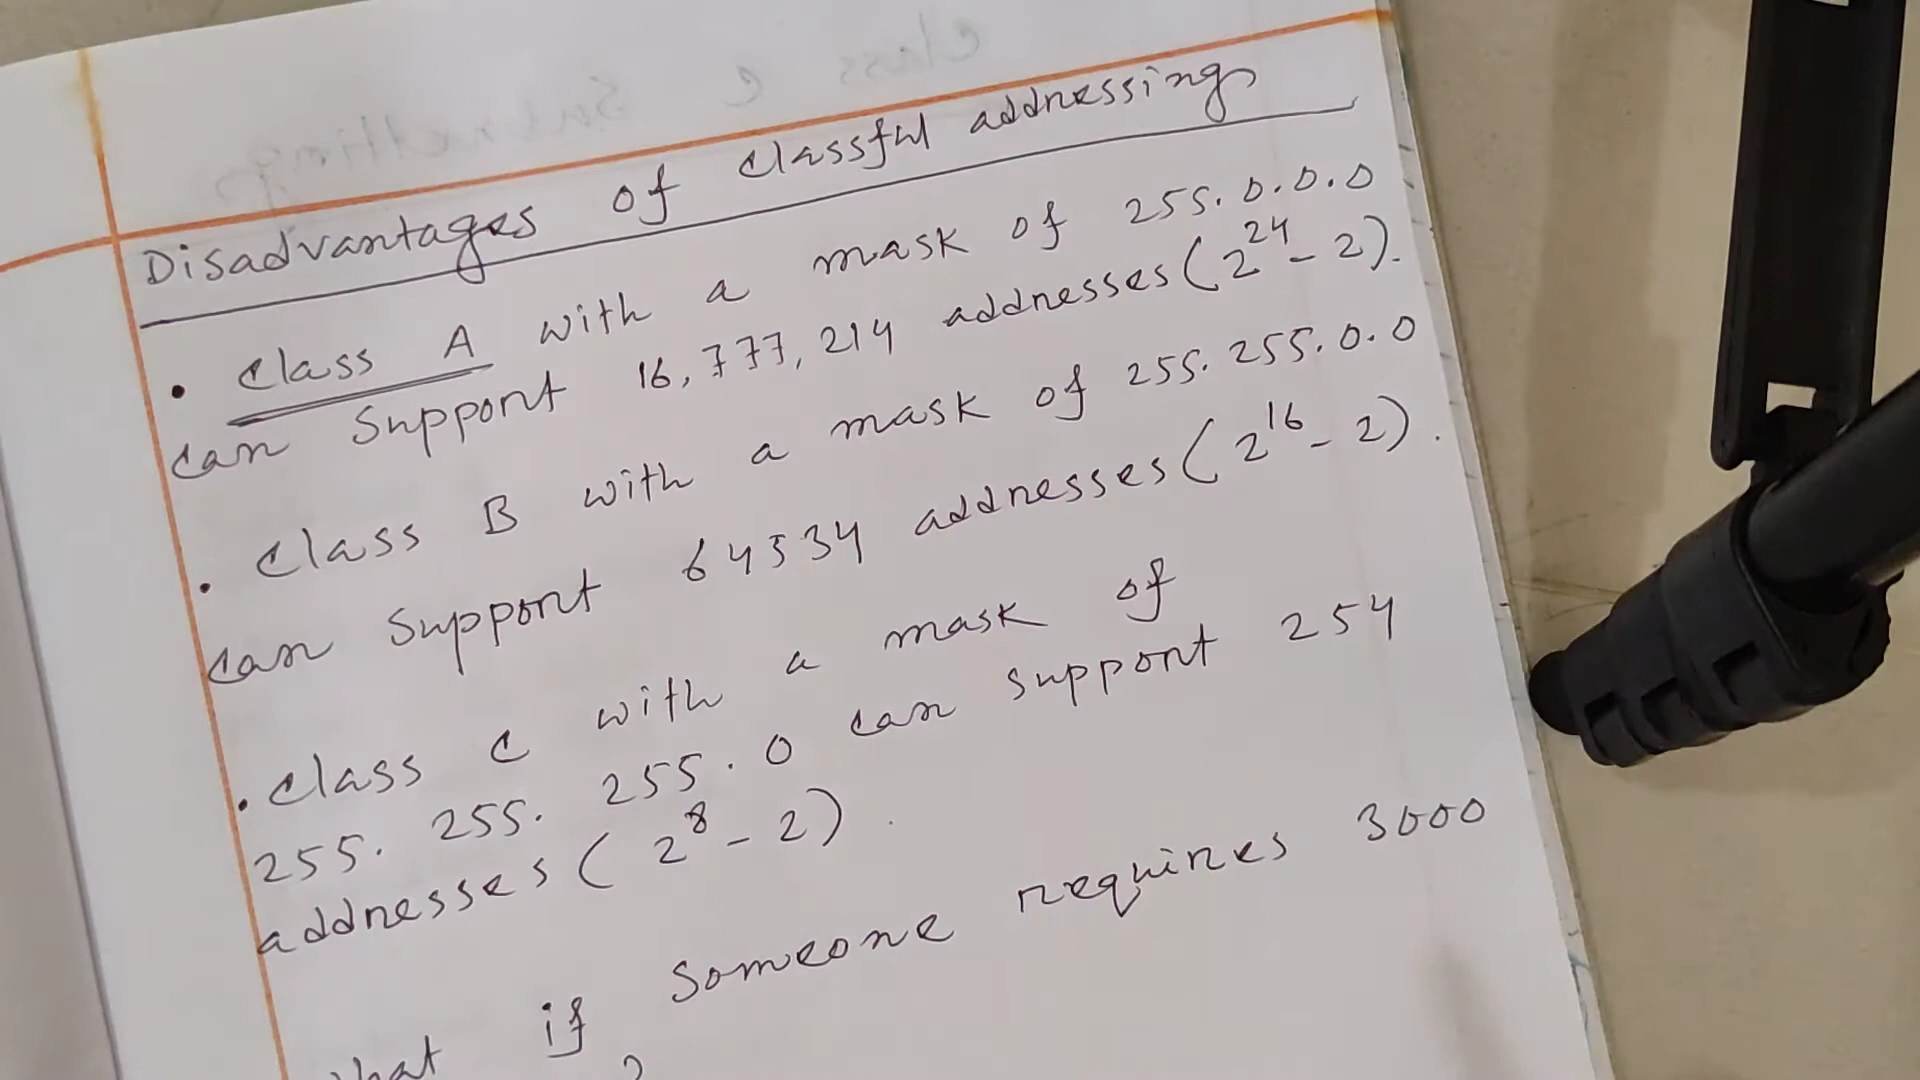 Disadvantages of classful addressing
• Class A with a mask of 255.0.0.0
can support 16,777,214 addresses (2^24 - 2).
• Class B with a mask of 255.255.0.0
can support 64534 addresses (2^16 - 2).
• Class C with a mask of
255.255.255.0 can support 254
addresses (2^8 - 2).
What if someone requires 3000
?